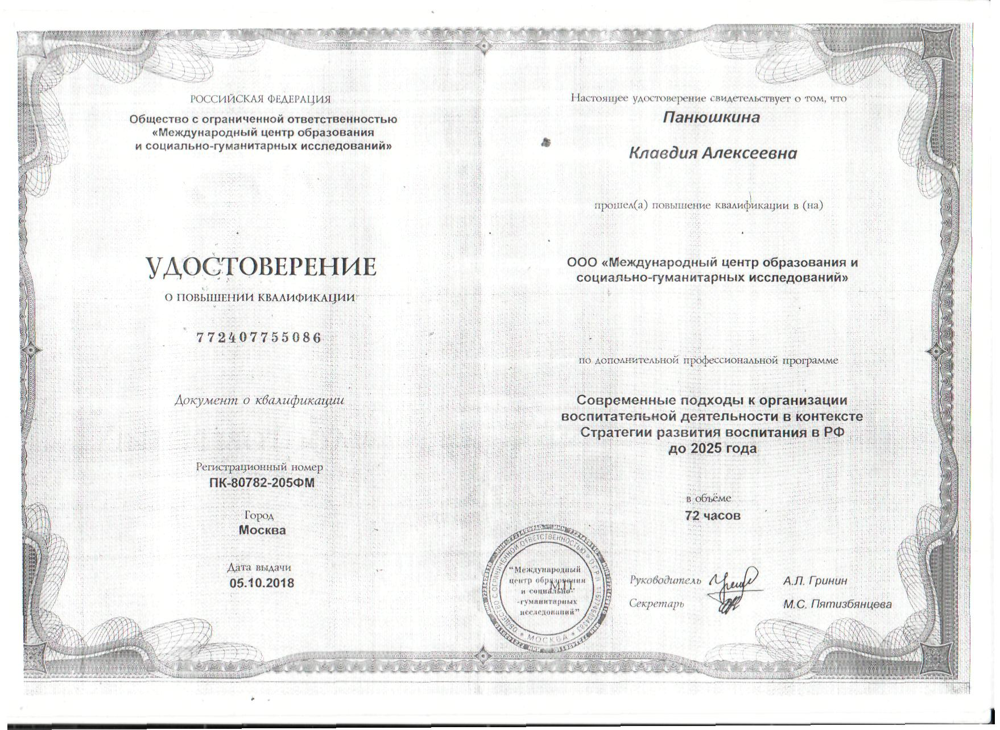 РОССИЙСКАЯ ФЕДЕРАЦИЯ
Общество с ограниченной ответственностью
«Международный центр образования
и социально-гуманитарных исследований»
УДОСТОВЕРЕНИЕ
О ПОВЫШЕНИИ КВАЛИФИКАЦИИ
772407755086
Документ о квалификации
Регистрационный номер
ПК-80782-205ФМ
Город
Москва
Дата выдачи
05.10.2018
Настоящее удостоверение свидетельствует о том, что
Панюшкина
Клавдия Алексеевна
прошел(а) повышение квалификации в (на)
ООО «Международный центр образования и
социально-гуманитарных исследований»
по дополнительной профессиональной программе
Современные подходы к организации
воспитательной деятельности в контексте
Стратегии развития воспитания в РФ
до 2025 года
в объёме
72 часов
Руководитель А.Л. Гринин
Секретарь М.С. Пятизбянцева
М.П.
"Международный
центр образования
и социально-
-гуманитарных
исследований"
ОБЩЕСТВО С ОГРАНИЧЕННОЙ ОТВЕТСТВЕННОСТЬЮ
* МОСКВА *